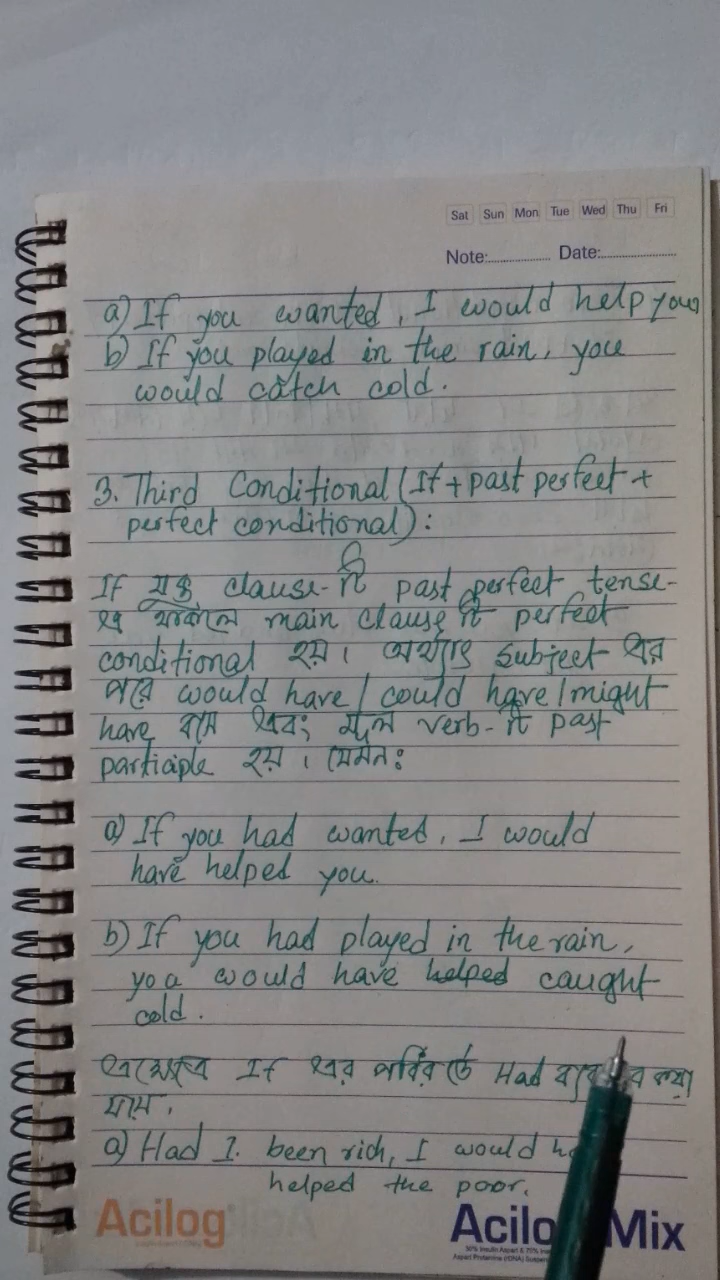 Sat Sun Mon Tue Wed Thu Fri
Note:................. Date:.................
a) If you wanted, I would help you
b) If you played in the rain, you
would catch cold.
3. Third Conditional (If + past perfect +
perfect conditional):
If যুক্ত clause-টি past perfect tense-
এ থাকলে main clause টি perfect
conditional হয়। অর্থ্যাৎ subject এর
পরে would have / could have / might
have বসে এবং মূল verb-টি past
participle হয়। যেমনঃ
a) If you had wanted, I would
have helped you.
b) If you had played in the rain,
you would have helped caught
cold.
এক্ষেত্রে If এর পরিবর্তে Had করা
যায়।
a) Had I been rich, I would
helped the poor.
Acilog Acilo Mix